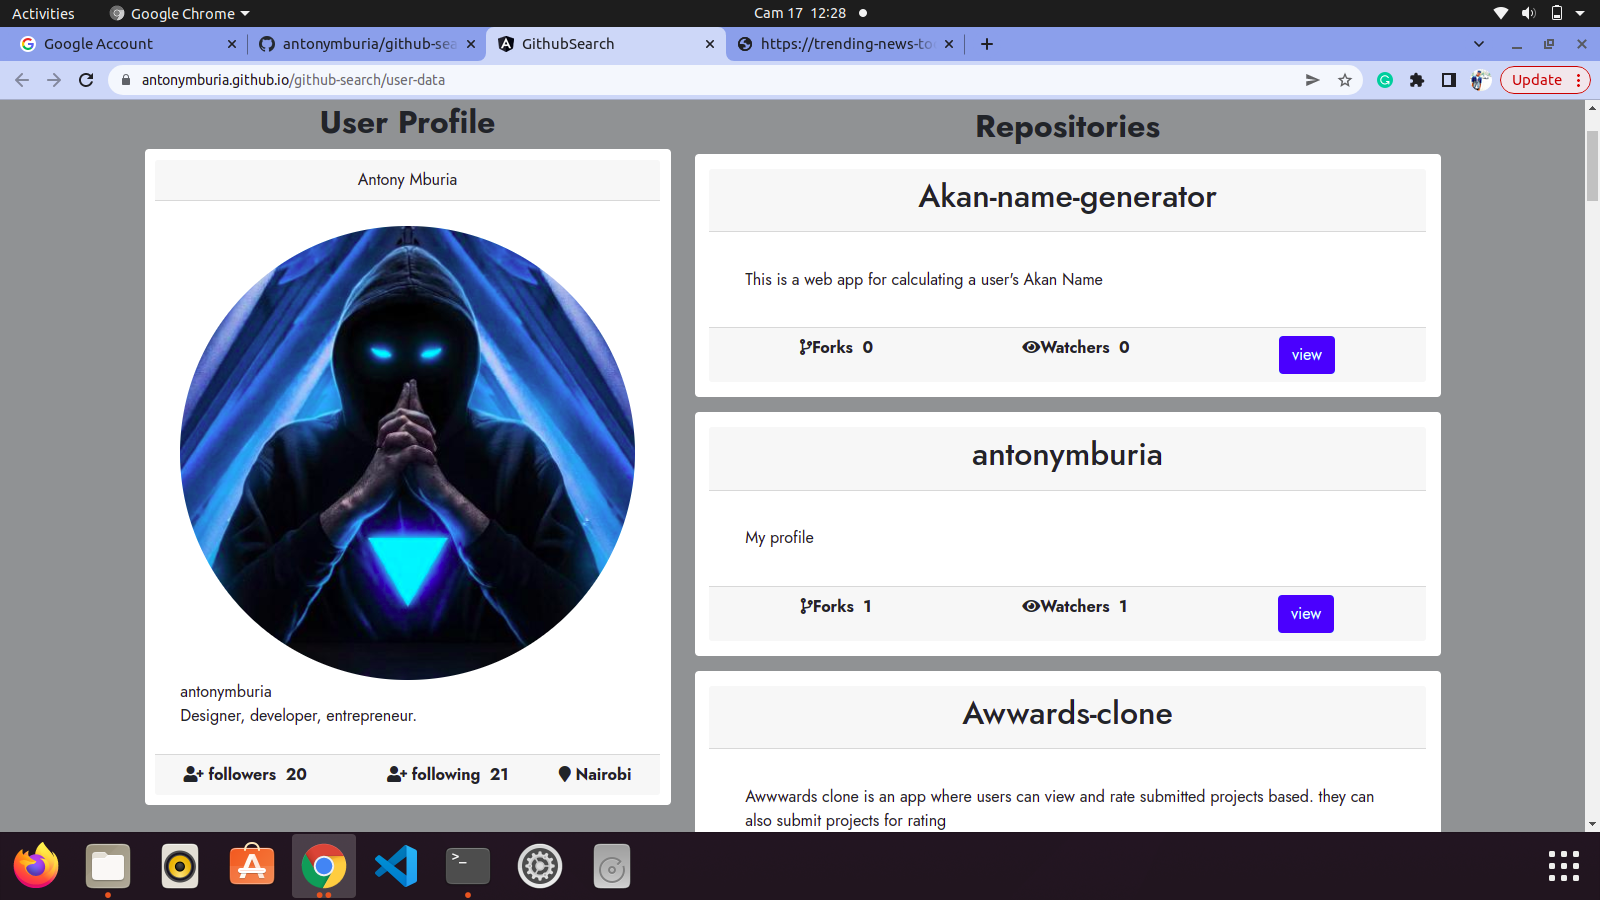 Activities
Google Chrome
Cam 17 12:28
Google Account
antonymburia/github-sea
GithubSearch
https://trending-news-to
antonymburia.github.io/github-search/user-data
Update
User Profile
Antony Mburia
antonymburia
Designer, developer, entrepreneur.
followers 20
following 21
Nairobi
Repositories
Akan-name-generator
This is a web app for calculating a user's Akan Name
Forks 0
Watchers 0
view
antonymburia
My profile
Forks 1
Watchers 1
view
Awwards-clone
Awwwards clone is an app where users can view and rate submitted projects based. they can
also submit projects for rating